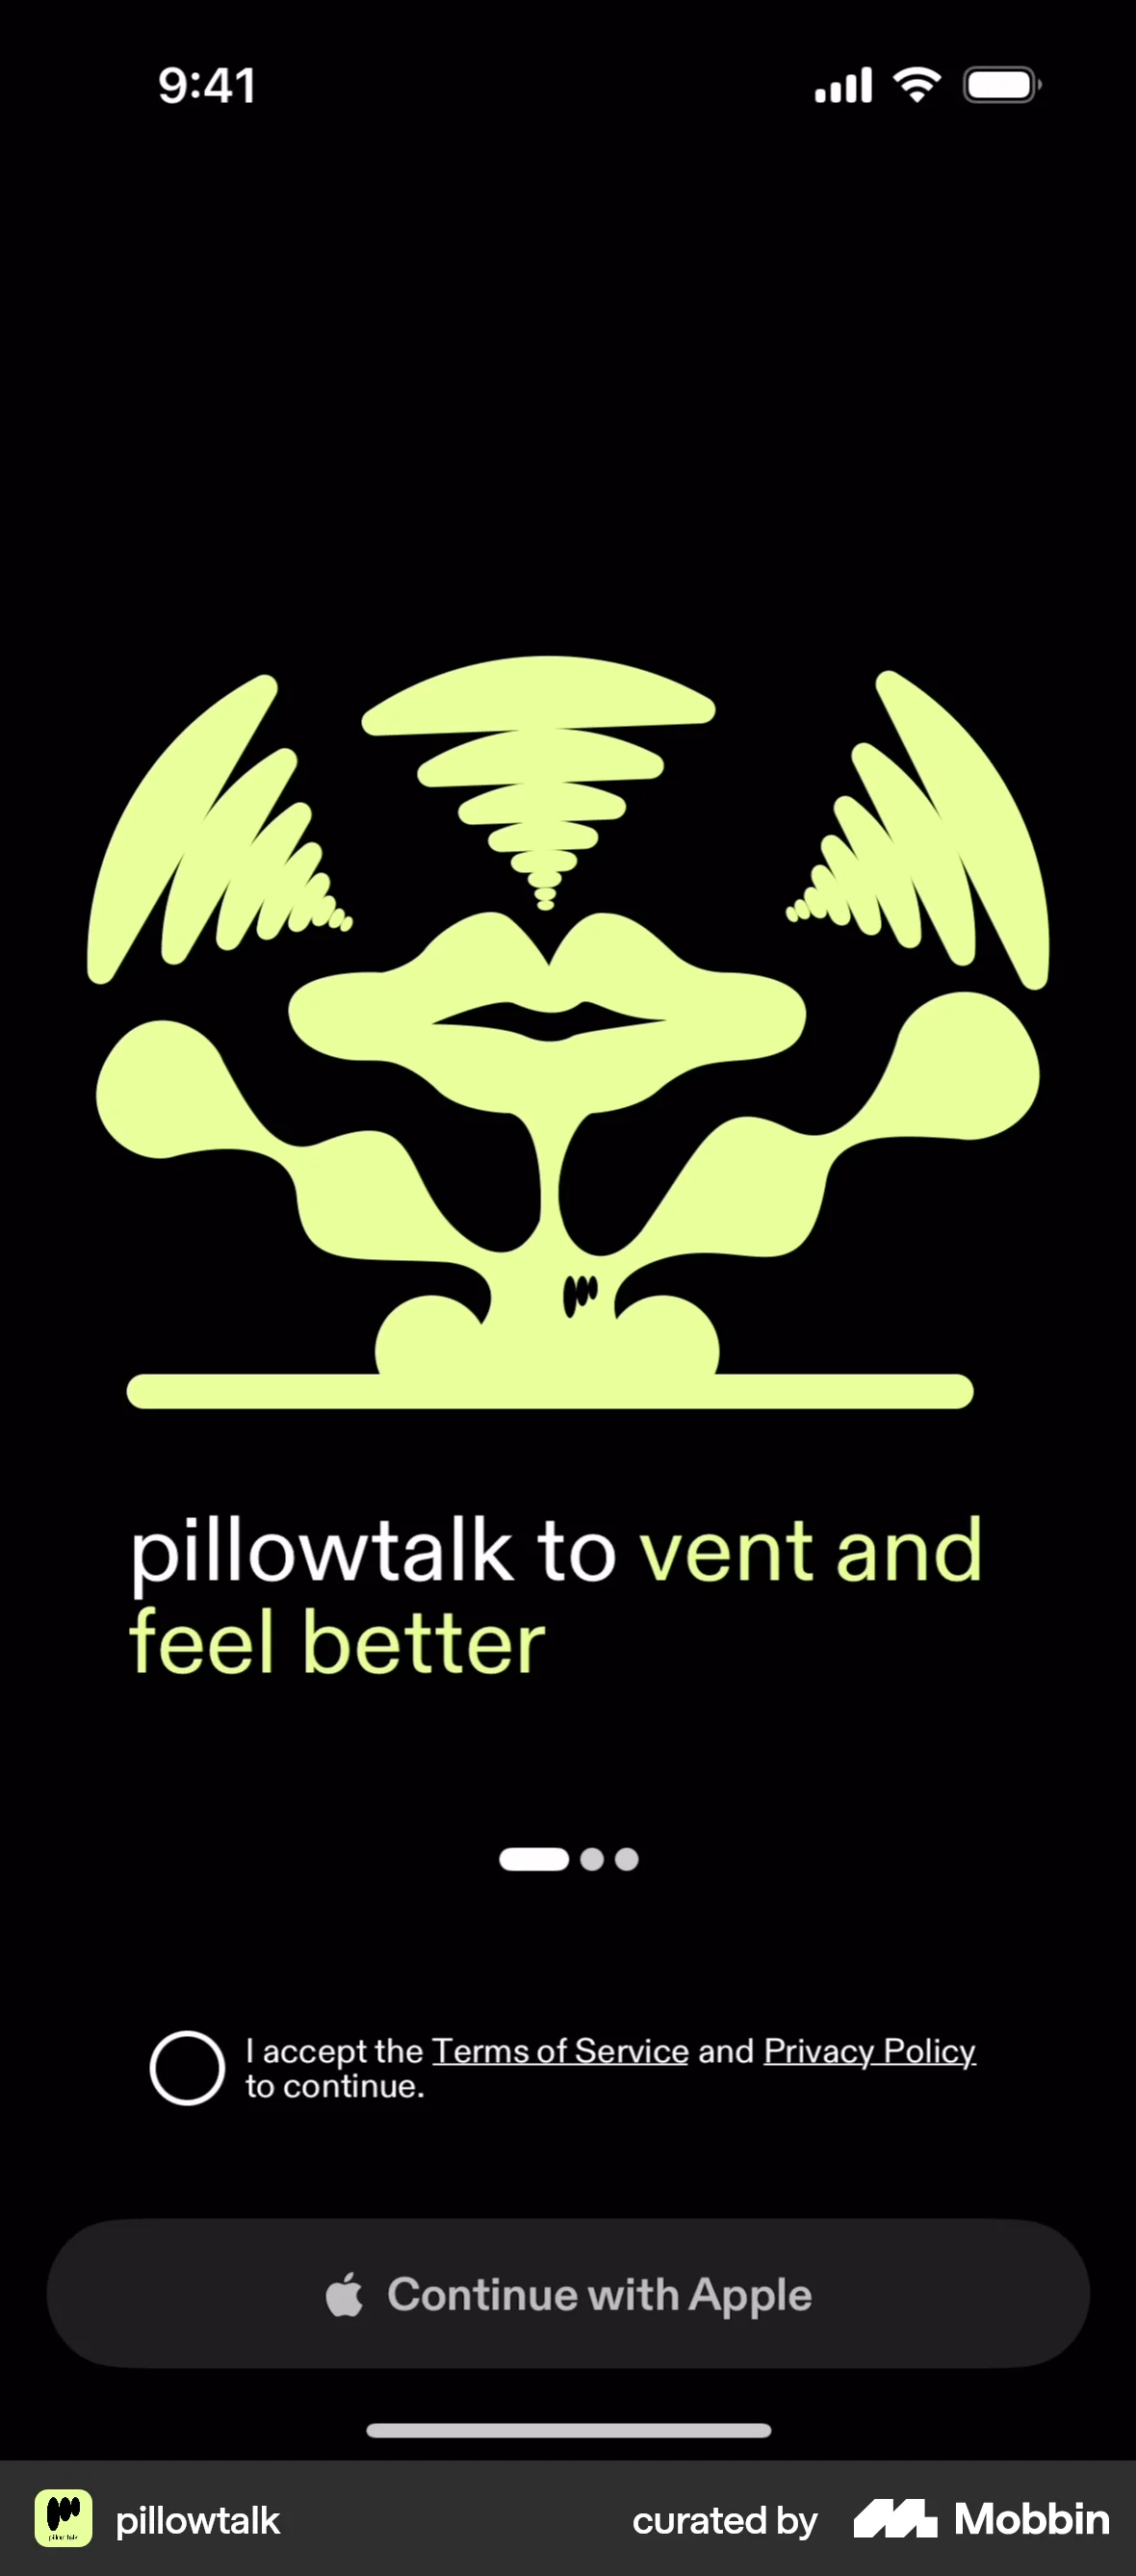 9:41
pillowtalk to vent and
feel better
I accept the Terms of Service and Privacy Policy
to continue.
Continue with Apple
pillowtalk
curated by Mobbin